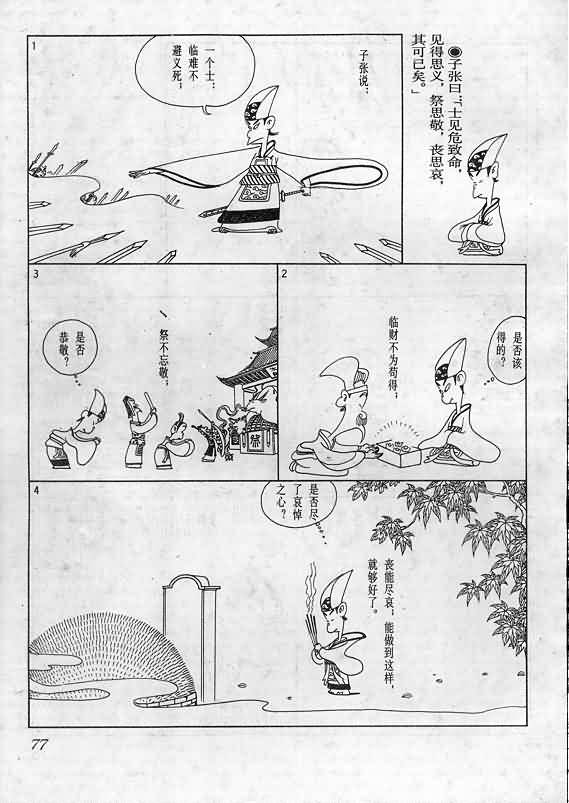 ●子张曰：「士见危致命，
见得思义，祭思敬，丧思哀，
其可已矣。」
1
子张说：
一个士；
临难不
避义死；
2
是否该
得的？
临财不为苟得；
3
祭不忘敬；
是否
恭敬？
祭
4
是否尽
了哀悼
之心？
丧能尽哀；能做到这样，
就够好了。
77